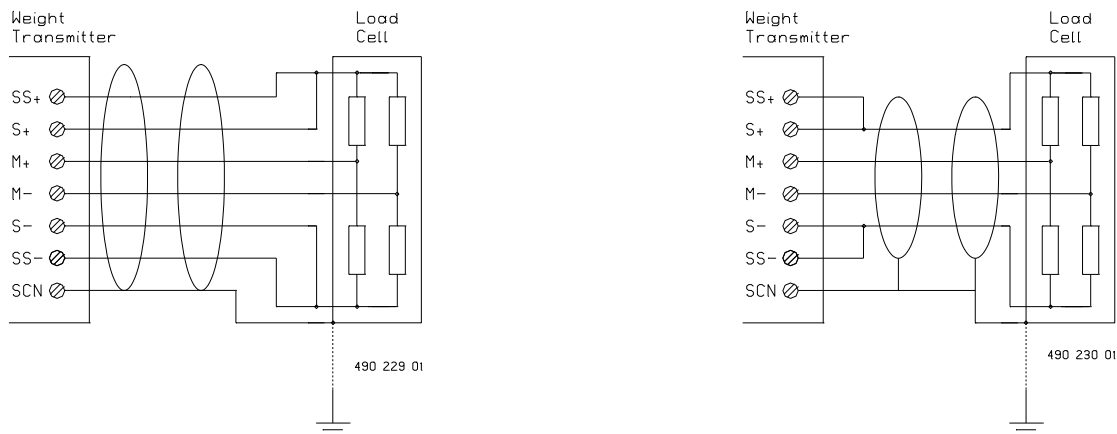 Weight
Transmitter
Load
Cell
SS+
S+
M+
M-
S-
SS-
SCN
490 229 01
Weight
Transmitter
Load
Cell
SS+
S+
M+
M-
S-
SS-
SCN
490 230 01